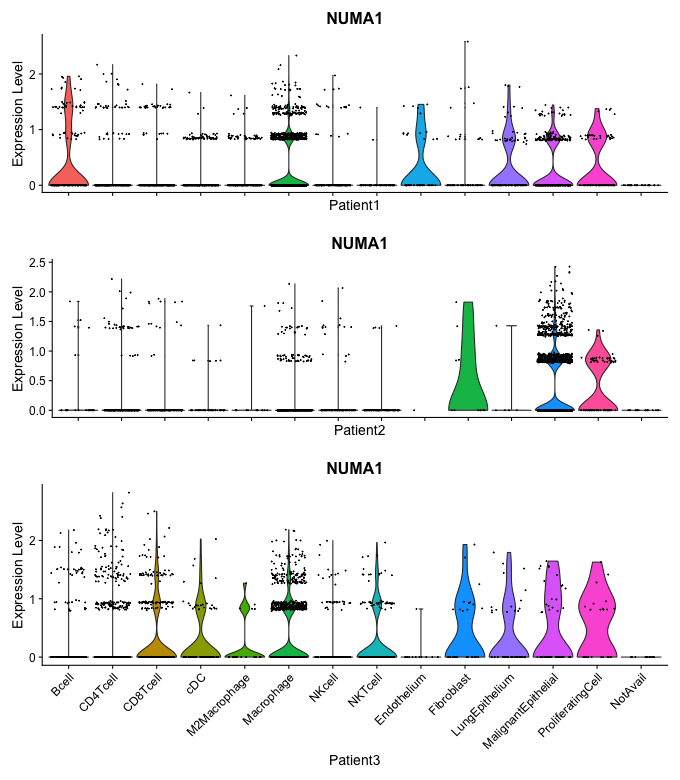 NUMA1
Expression Level
2
1
0
Patient1
NUMA1
Expression Level
2.5
2.0
1.5
1.0
0.5
0.0
Patient2
NUMA1
Expression Level
2
1
0
Bcell
CD4Tcell
CD8Tcell
cDC
M2Macrophage
Macrophage
NKcell
NKTcell
Endothelium
Fibroblast
LungEpithelium
MalignantEpithelial
ProliferatingCell
NotAvail
Patient3